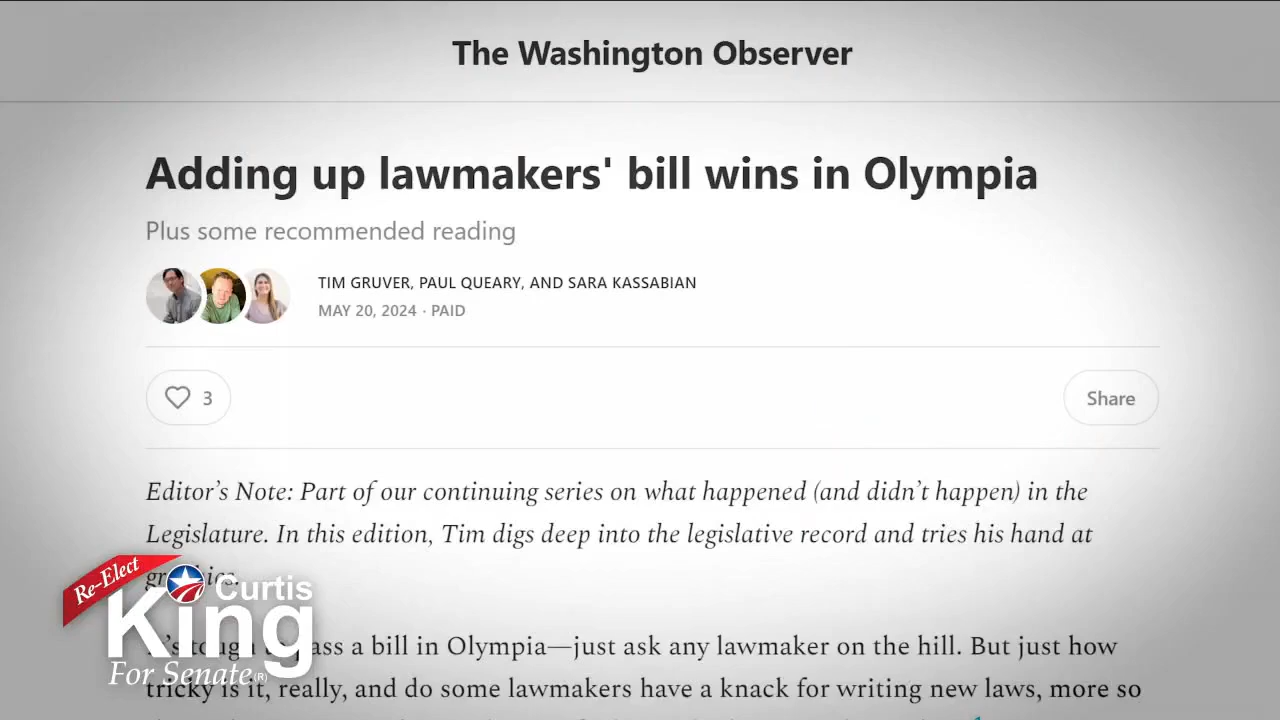 The Washington Observer
Adding up lawmakers' bill wins in Olympia
Plus some recommended reading
TIM GRUVER, PAUL QUEARY, AND SARA KASSABIAN
MAY 20, 2024 · PAID
3
Share
Editor's Note: Part of our continuing series on what happened (and didn't happen) in the
Legislature. In this edition, Tim digs deep into the legislative record and tries his hand at
Re-Elect
Curtis
King
For Senate(R)
pass a bill in Olympia—just ask any lawmaker on the hill. But just how
tricky is it, really, and do some lawmakers have a knack for writing new laws, more so